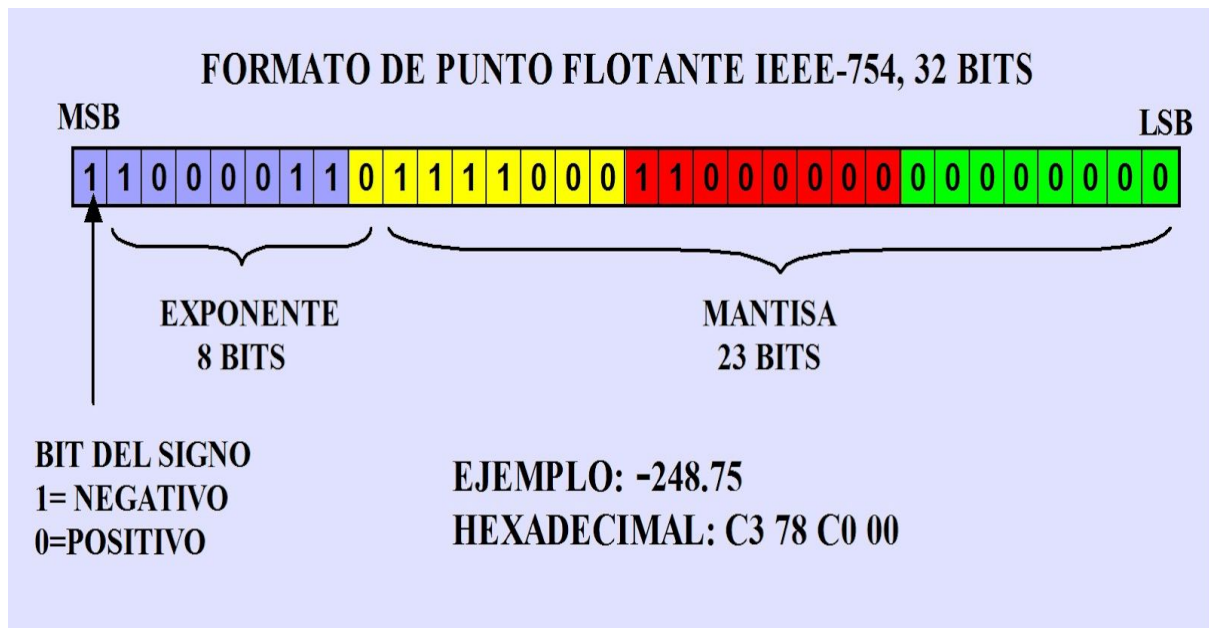 FORMATO DE PUNTO FLOTANTE IEEE-754, 32 BITS
MSB
LSB
1 1 0 0 0 0 1 1 0 1 1 1 1 0 0 0 1 1 0 0 0 0 0 0 0 0 0 0 0 0 0 0
EXPONENTE
8 BITS
MANTISA
23 BITS
BIT DEL SIGNO
1= NEGATIVO
0=POSITIVO
EJEMPLO: -248.75
HEXADECIMAL: C3 78 C0 00